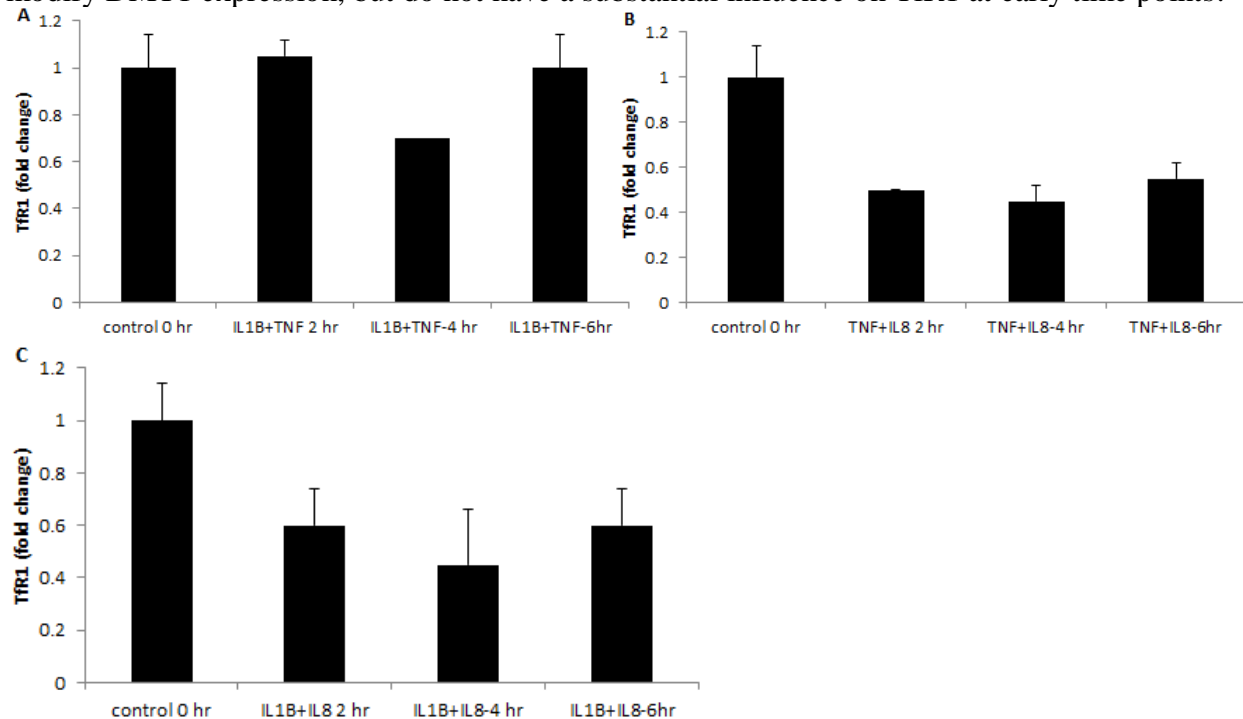 modify DMT1 expression, but do not have a substantial influence on TfR1 at early time points.
A
1.2
1
0.8
0.6
0.4
0.2
0
TfR1 (fold change)
control 0 hr IL1B+TNF 2 hr IL1B+TNF-4 hr IL1B+TNF-6hr
B
1.2
1
0.8
0.6
0.4
0.2
0
TfR1 (fold change)
control 0 hr TNF+IL8 2 hr TNF+IL8-4 hr TNF+IL8-6hr
C
1.2
1
0.8
0.6
0.4
0.2
0
TfR1 (fold change)
control 0 hr IL1B+IL8 2 hr IL1B+IL8-4 hr IL1B+IL8-6hr